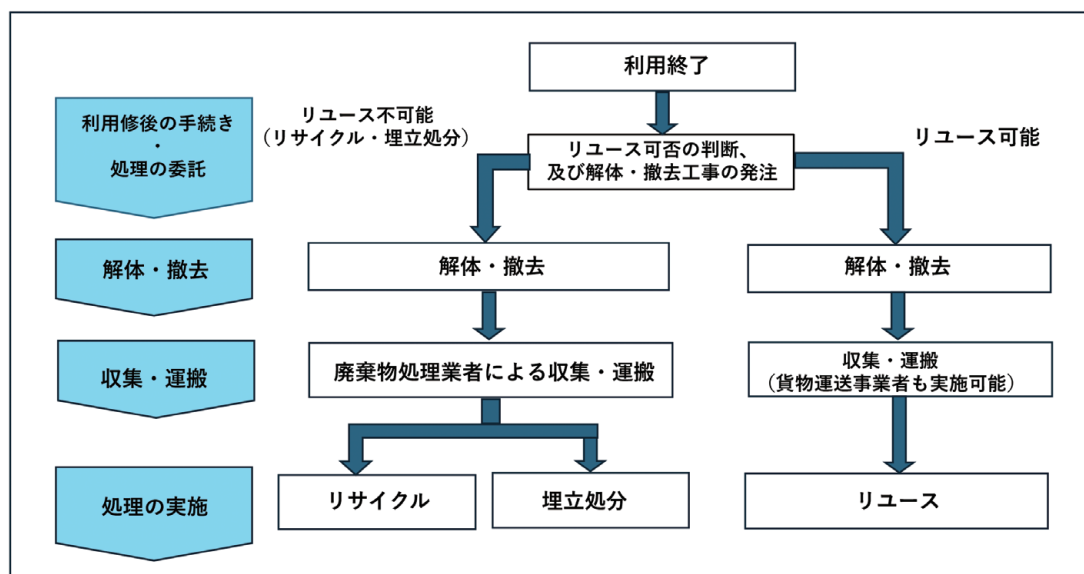 利用終了
利用修後の手続き
・
処理の委託
リユース不可能
（リサイクル・埋立処分）
リユース可否の判断、
及び解体・撤去工事の発注
リユース可能
解体・撤去
解体・撤去
解体・撤去
収集・運搬
廃棄物処理業者による収集・運搬
収集・運搬
（貨物運送事業者も実施可能）
処理の実施
リサイクル
埋立処分
リユース